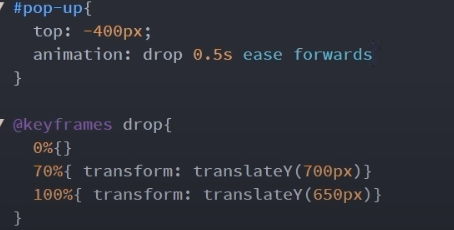 #pop-up{
top: -400px;
animation: drop 0.5s ease forwards
}
@keyframes drop{
0%{}
70%{ transform: translateY(700px)}
100%{ transform: translateY(650px)}
}